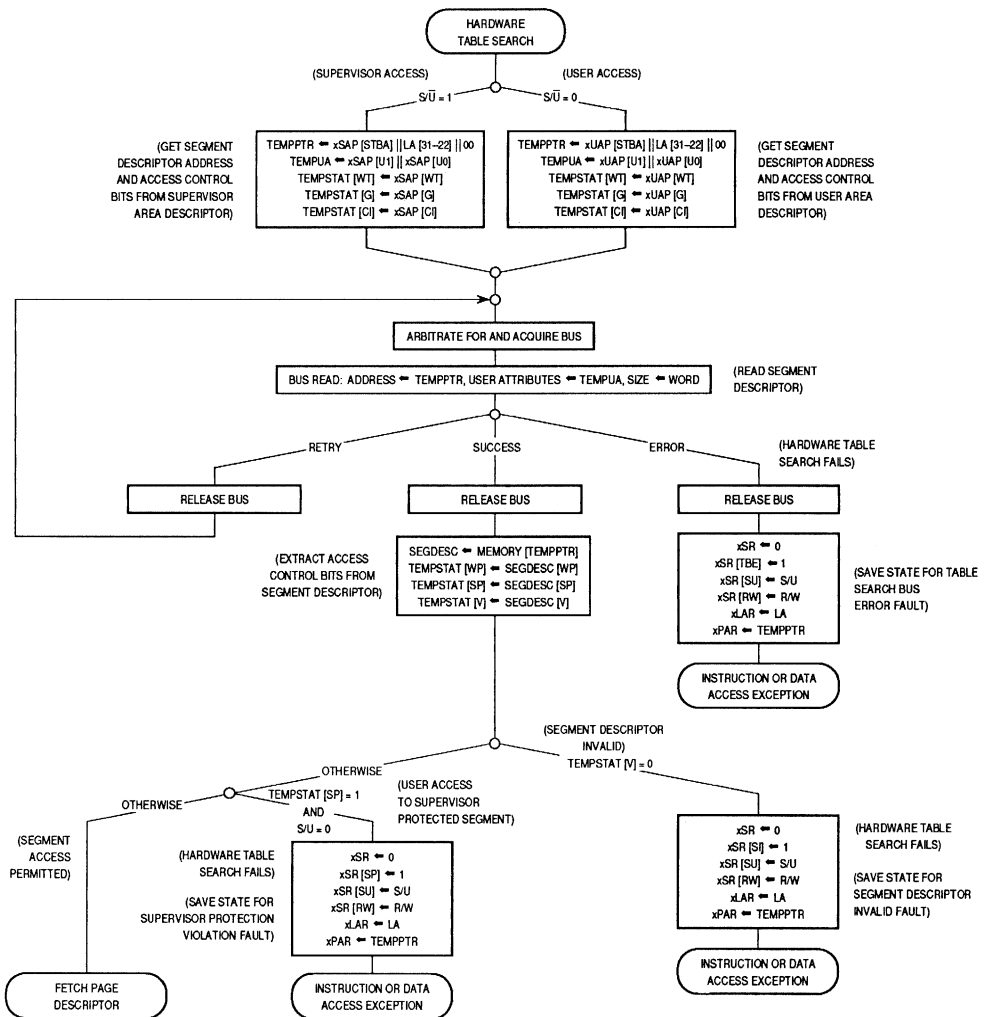 HARDWARE
TABLE SEARCH
(SUPERVISOR ACCESS)
(USER ACCESS)
S/U̅ = 1
S/U̅ = 0
(GET SEGMENT
DESCRIPTOR ADDRESS
AND ACCESS CONTROL
BITS FROM SUPERVISOR
AREA DESCRIPTOR)
TEMPPTR ← xSAP [STBA] || LA [31–22] || 00
TEMPUA ← xSAP [U1] || xSAP [U0]
TEMPSTAT [WT] ← xSAP [WT]
TEMPSTAT [G] ← xSAP [G]
TEMPSTAT [CI] ← xSAP [CI]
TEMPPTR ← xUAP [STBA] || LA [31–22] || 00
TEMPUA ← xUAP [U1] || xUAP [U0]
TEMPSTAT [WT] ← xUAP [WT]
TEMPSTAT [G] ← xUAP [G]
TEMPSTAT [CI] ← xUAP [CI]
(GET SEGMENT
DESCRIPTOR ADDRESS
AND ACCESS CONTROL
BITS FROM USER AREA
DESCRIPTOR)
ARBITRATE FOR AND ACQUIRE BUS
BUS READ: ADDRESS ← TEMPPTR, USER ATTRIBUTES ← TEMPUA, SIZE ← WORD
(READ SEGMENT
DESCRIPTOR)
RETRY
SUCCESS
ERROR
(HARDWARE TABLE
SEARCH FAILS)
RELEASE BUS
RELEASE BUS
RELEASE BUS
(EXTRACT ACCESS
CONTROL BITS FROM
SEGMENT DESCRIPTOR)
SEGDESC ← MEMORY [TEMPPTR]
TEMPSTAT [WP] ← SEGDESC [WP]
TEMPSTAT [SP] ← SEGDESC [SP]
TEMPSTAT [V] ← SEGDESC [V]
xSR ← 0
xSR [TBE] ← 1
xSR [SU] ← S/U
xSR [RW] ← R/W
xLAR ← LA
xPAR ← TEMPPTR
(SAVE STATE FOR TABLE
SEARCH BUS
ERROR FAULT)
INSTRUCTION OR DATA
ACCESS EXCEPTION
(SEGMENT DESCRIPTOR
INVALID)
TEMPSTAT [V] = 0
OTHERWISE
OTHERWISE
TEMPSTAT [SP] = 1
AND
S/U = 0
(USER ACCESS
TO SUPERVISOR
PROTECTED SEGMENT)
(SEGMENT
ACCESS
PERMITTED)
(HARDWARE TABLE
SEARCH FAILS)
(SAVE STATE FOR
SUPERVISOR PROTECTION
VIOLATION FAULT)
xSR ← 0
xSR [SP] ← 1
xSR [SU] ← S/U
xSR [RW] ← R/W
xLAR ← LA
xPAR ← TEMPPTR
xSR ← 0
xSR [SI] ← 1
xSR [SU] ← S/U
xSR [RW] ← R/W
xLAR ← LA
xPAR ← TEMPPTR
(HARDWARE TABLE
SEARCH FAILS)
(SAVE STATE FOR
SEGMENT DESCRIPTOR
INVALID FAULT)
INSTRUCTION OR DATA
ACCESS EXCEPTION
FETCH PAGE
DESCRIPTOR
INSTRUCTION OR DATA
ACCESS EXCEPTION